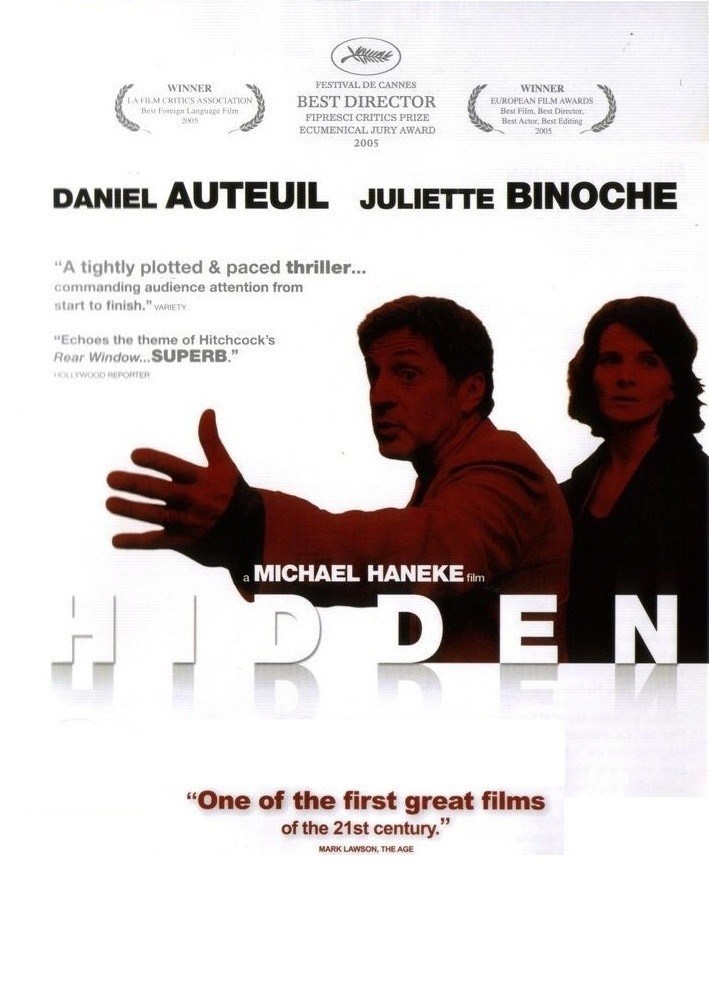 WINNER
LA FILM CRITICS ASSOCIATION
Best Foreign Language Film
2005
FESTIVAL DE CANNES
BEST DIRECTOR
FIPRESCI CRITICS PRIZE
ECUMENICAL JURY AWARD
2005
WINNER
EUROPEAN FILM AWARDS
Best Film, Best Director,
Best Actor, Best Editing
2005
DANIEL AUTEUIL JULIETTE BINOCHE
“A tightly plotted & paced thriller...
commanding audience attention from
start to finish.” VARIETY
“Echoes the theme of Hitchcock's
Rear Window...SUPERB.”
HOLLYWOOD REPORTER
a MICHAEL HANEKE film
HIDDEN
“One of the first great films
of the 21st century.”
MARK LAWSON, THE AGE